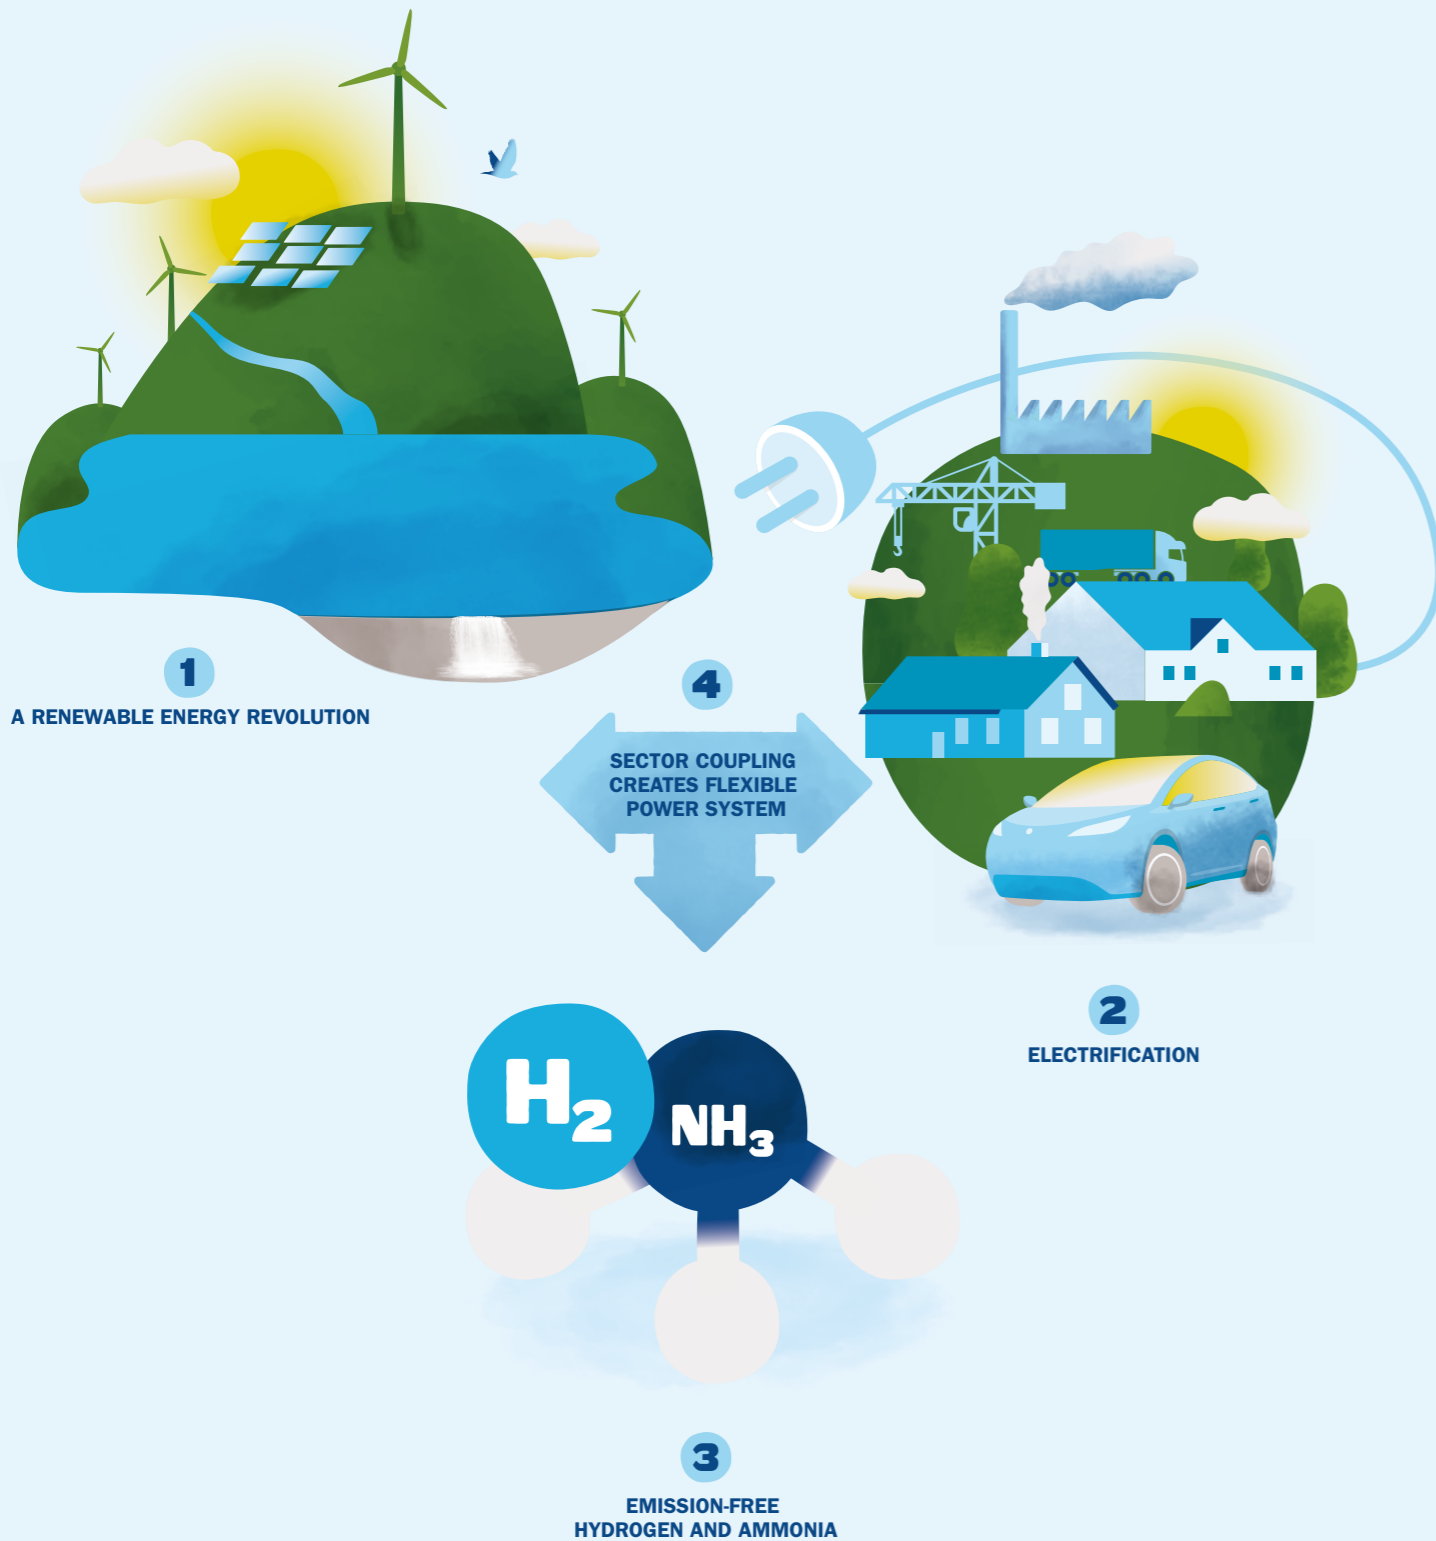 1
A RENEWABLE ENERGY REVOLUTION
4
SECTOR COUPLING
CREATES FLEXIBLE
POWER SYSTEM
2
ELECTRIFICATION
H₂
NH₃
3
EMISSION-FREE
HYDROGEN AND AMMONIA